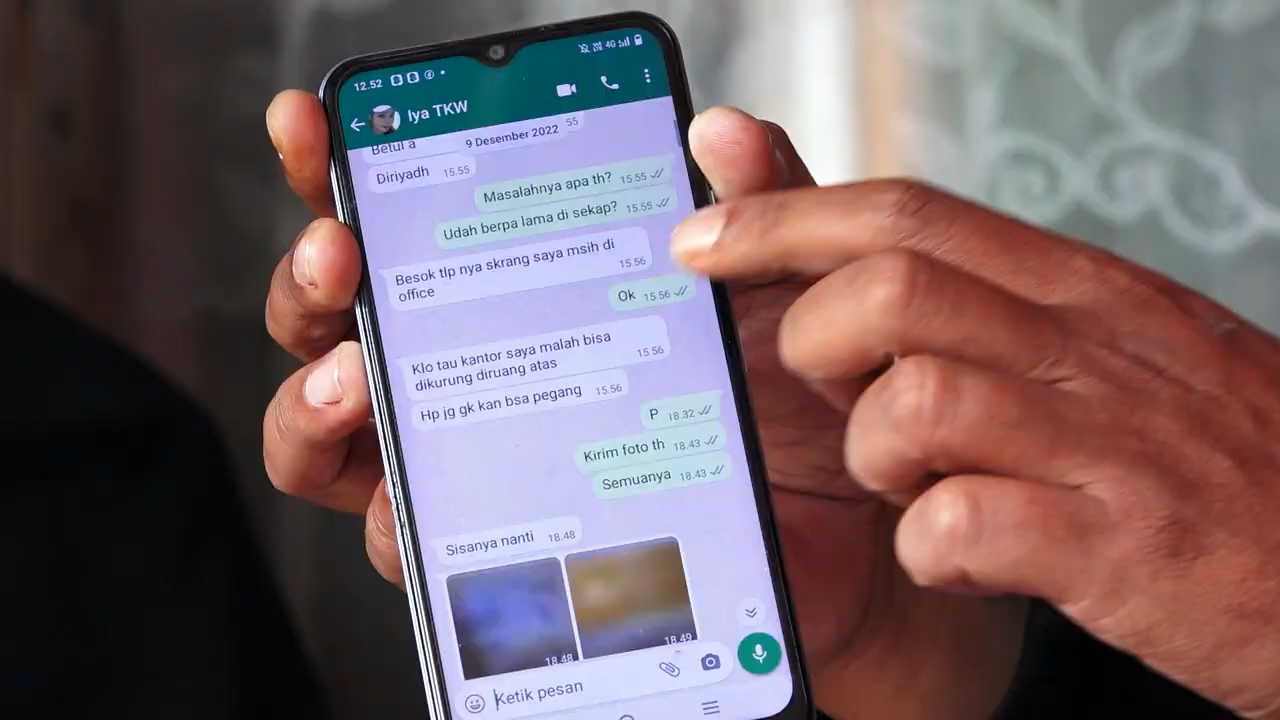 12.52
4G
Iya TKW
Betul a
55
9 Desember 2022
Diriyadh 15.55
Masalahnya apa th? 15.55
Udah berpa lama di sekap? 15.55
Besok tlp nya skrang saya msih di
office 15.56
Ok 15.56
Klo tau kantor saya malah bisa
dikurung diruang atas 15.56
Hp jg gk kan bsa pegang 15.56
P 18.32
Kirim foto th 18.43
Semuanya 18.43
Sisanya nanti 18.48
18.48
18.49
Ketik pesan